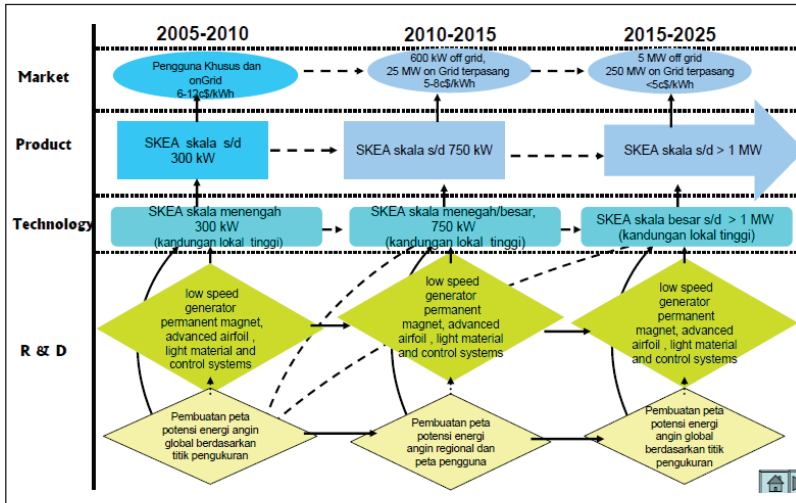 2005-2010
2010-2015
2015-2025
Market
Pengguna Khusus dan
onGrid
6-12c$/kWh
600 kW off grid,
25 MW on Grid terpasang
5-8c$/kWh
5 MW off grid
250 MW on Grid terpasang
<5c$/kWh
Product
SKEA skala s/d
300 kW
SKEA skala s/d 750 kW
SKEA skala s/d > 1 MW
Technology
SKEA skala menengah
300 kW
(kandungan lokal tinggi)
SKEA skala menegah/besar,
750 kW
(kandungan lokal tinggi)
SKEA skala besar s/d > 1 MW
(kandungan lokal tinggi)
R & D
low speed
generator
permanent magnet,
advanced airfoil ,
light material and
control systems
low speed
generator
permanent
magnet, advanced
airfoil , light
material and
control systems
low speed
generator
permanent
magnet, advanced
airfoil , light
material and
control systems
Pembuatan peta
potensi energi angin
global berdasarkan
titik pengukuran
Pembuatan peta
potensi energi
angin regional dan
peta pengguna
Pembuatan peta
potensi energi
angin global
berdasarkan titik
pengukuran